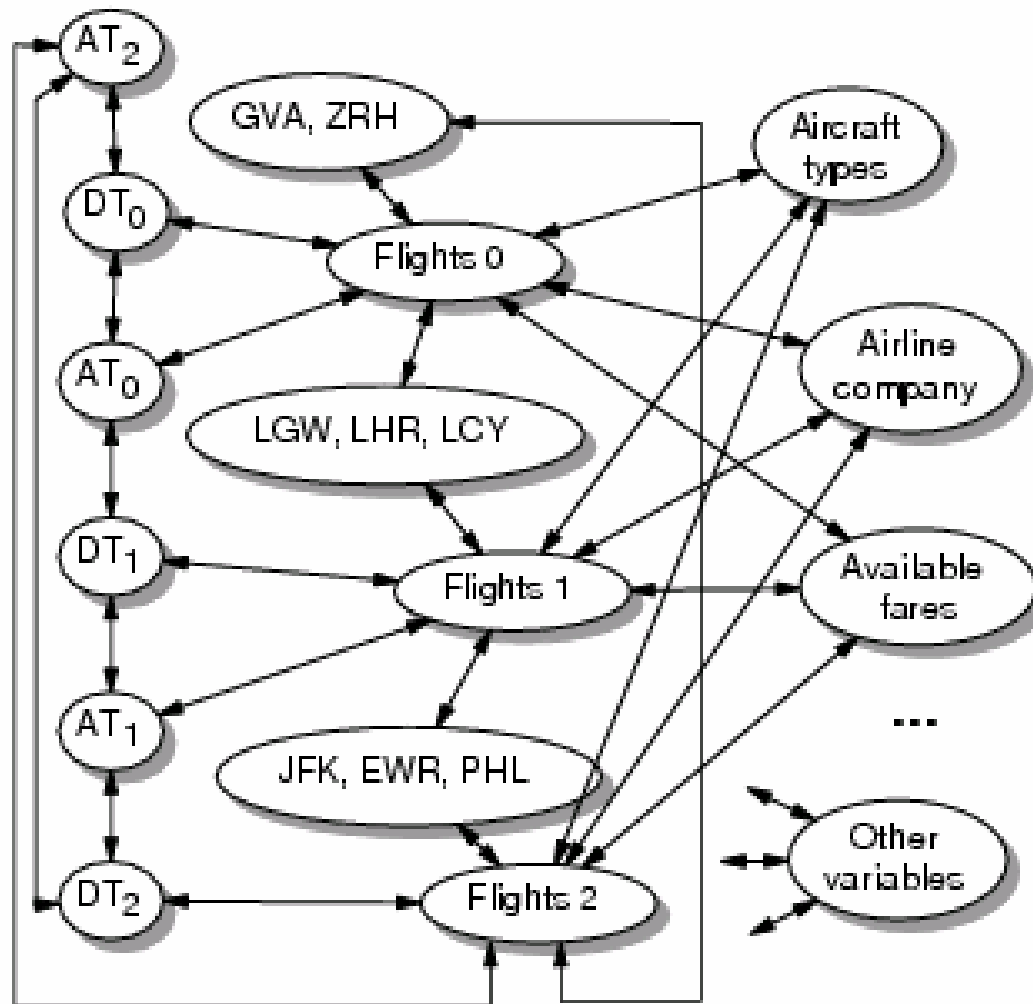 AT2
GVA, ZRH
Aircraft
types
DT0
Flights 0
AT0
Airline
company
LGW, LHR, LCY
DT1
Flights 1
Available
fares
AT1
...
JFK, EWR, PHL
Other
variables
DT2
Flights 2